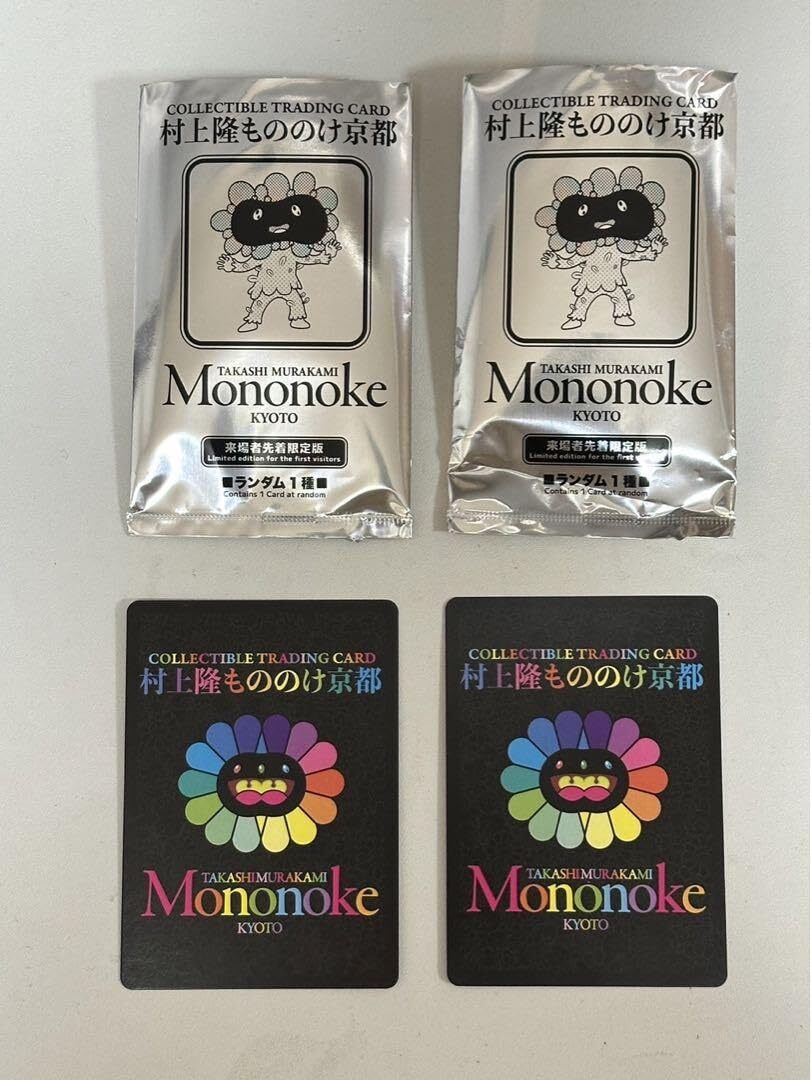 COLLECTIBLE TRADING CARD
村上隆もののけ京都
TAKASHI MURAKAMI
Mononoke
KYOTO
来場者先着限定版
Limited edition for the first visitors
■ランダム1種■
Contains 1 Card at random
COLLECTIBLE TRADING CARD
村上隆もののけ京都
TAKASHI MURAKAMI
Mononoke
KYOTO
来場者先着限定版
Limited edition for the first
■ランダム1種■
Contains 1 Card at random
COLLECTIBLE TRADING CARD
村上隆もののけ京都
TAKASHI MURAKAMI
Mononoke
KYOTO
COLLECTIBLE TRADING CARD
村上隆もののけ京都
TAKASHI MURAKAMI
Mononoke
KYOTO